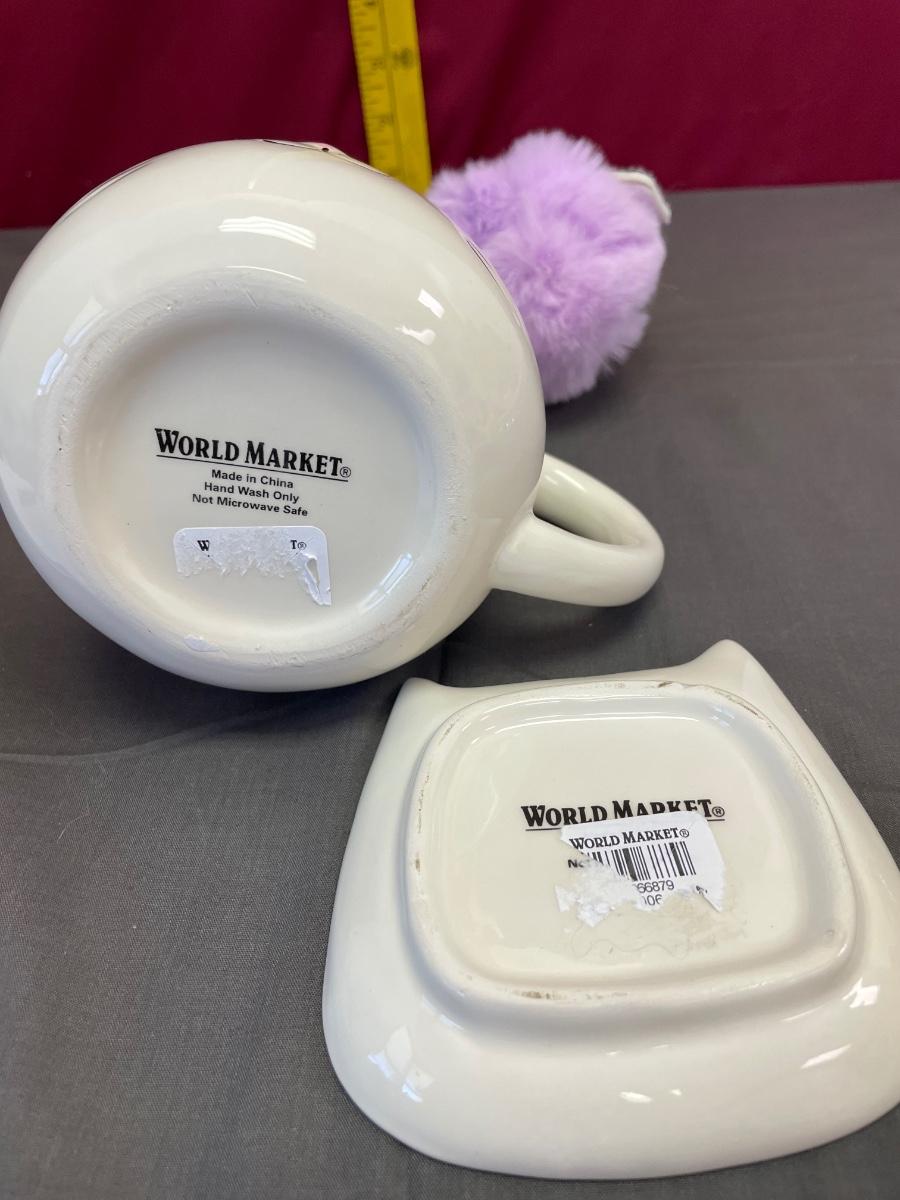 WORLD MARKET®
Made in China
Hand Wash Only
Not Microwave Safe
W T®
WORLD MARKET®
WORLD MARKET®
66879